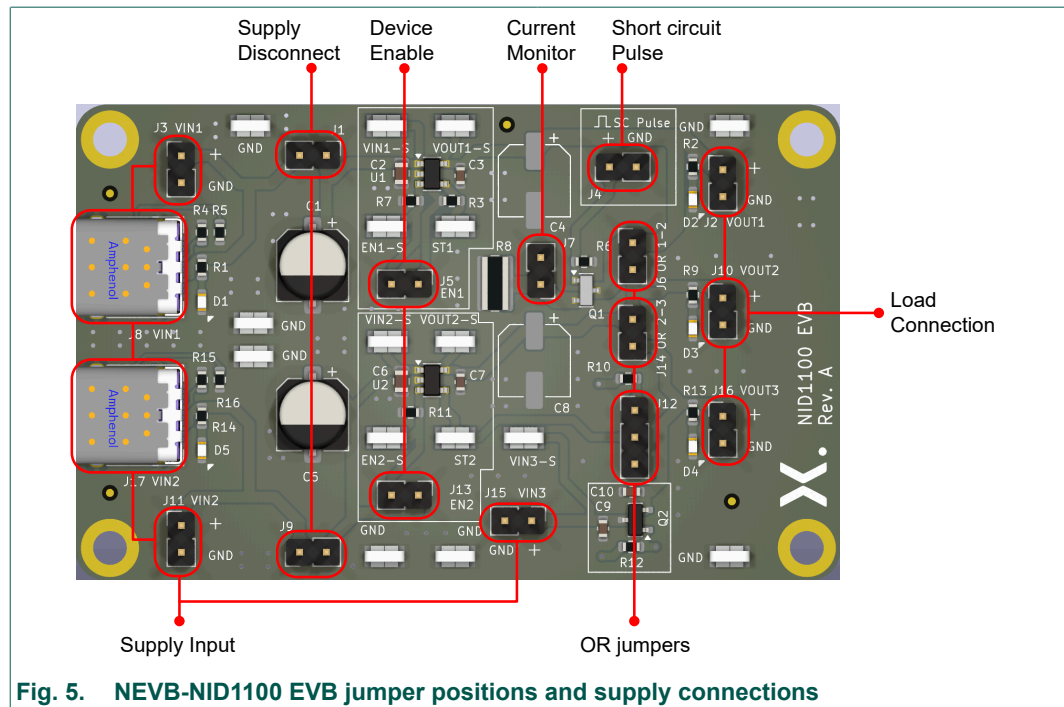 Supply
Disconnect
Device
Enable
Current
Monitor
Short circuit
Pulse
J3 VIN1
+
GND
GND
J1
VIN1-S
VOUT1-S
C2
U1
C3
R7
R3
EN1-S
ST1
J5
EN1
SC Pulse
GND
+
J4
GND
R2
+
GND
D2
J2 VOUT1
Amphenol
R4 R5
R1
D1
J8 VIN1
C1
+
GND
GND
R8
C4
+
J7
R6
J6 OR 1-2
Q1
J14 OR 2-3
R10
R9
J10 VOUT2
+
GND
D3
Load
Connection
Amphenol
R15
R16
R14
D5
J17 VIN2
+
VIN2-S
VOUT2-S
C6
U2
C7
R11
EN2-S
ST2
J13
EN2
+
C8
VIN3-S
J12
R13
J16 VOUT3
+
GND
D4
NID1100 EVB
Rev. A
J11 VIN2
+
GND
J9
GND
GND
J15
VIN3
GND
+
C10
C9
Q2
R12
GND
Supply Input
OR jumpers
Fig. 5. NEVB-NID1100 EVB jumper positions and supply connections